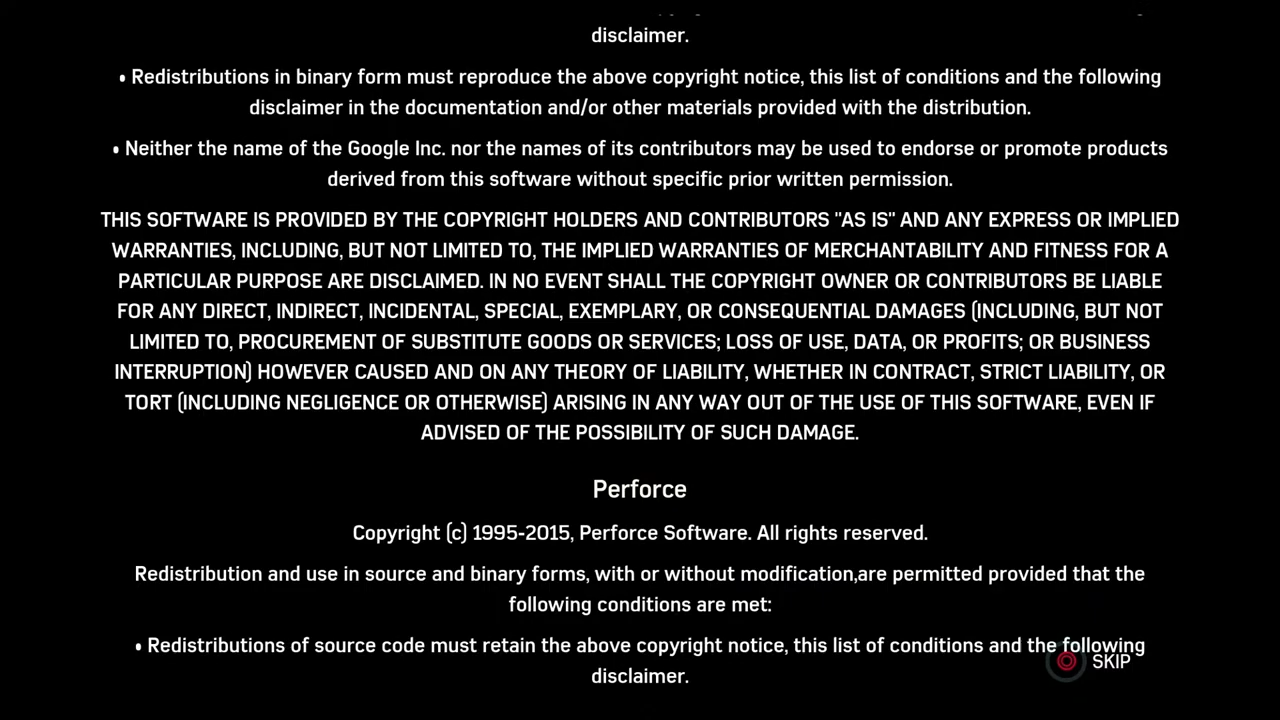 disclaimer.
• Redistributions in binary form must reproduce the above copyright notice, this list of conditions and the following
disclaimer in the documentation and/or other materials provided with the distribution.
• Neither the name of the Google Inc. nor the names of its contributors may be used to endorse or promote products
derived from this software without specific prior written permission.
THIS SOFTWARE IS PROVIDED BY THE COPYRIGHT HOLDERS AND CONTRIBUTORS "AS IS" AND ANY EXPRESS OR IMPLIED
WARRANTIES, INCLUDING, BUT NOT LIMITED TO, THE IMPLIED WARRANTIES OF MERCHANTABILITY AND FITNESS FOR A
PARTICULAR PURPOSE ARE DISCLAIMED. IN NO EVENT SHALL THE COPYRIGHT OWNER OR CONTRIBUTORS BE LIABLE
FOR ANY DIRECT, INDIRECT, INCIDENTAL, SPECIAL, EXEMPLARY, OR CONSEQUENTIAL DAMAGES (INCLUDING, BUT NOT
LIMITED TO, PROCUREMENT OF SUBSTITUTE GOODS OR SERVICES; LOSS OF USE, DATA, OR PROFITS; OR BUSINESS
INTERRUPTION) HOWEVER CAUSED AND ON ANY THEORY OF LIABILITY, WHETHER IN CONTRACT, STRICT LIABILITY, OR
TORT (INCLUDING NEGLIGENCE OR OTHERWISE) ARISING IN ANY WAY OUT OF THE USE OF THIS SOFTWARE, EVEN IF
ADVISED OF THE POSSIBILITY OF SUCH DAMAGE.
Perforce
Copyright (c) 1995-2015, Perforce Software. All rights reserved.
Redistribution and use in source and binary forms, with or without modification,are permitted provided that the
following conditions are met:
• Redistributions of source code must retain the above copyright notice, this list of conditions and the following
disclaimer.
SKIP